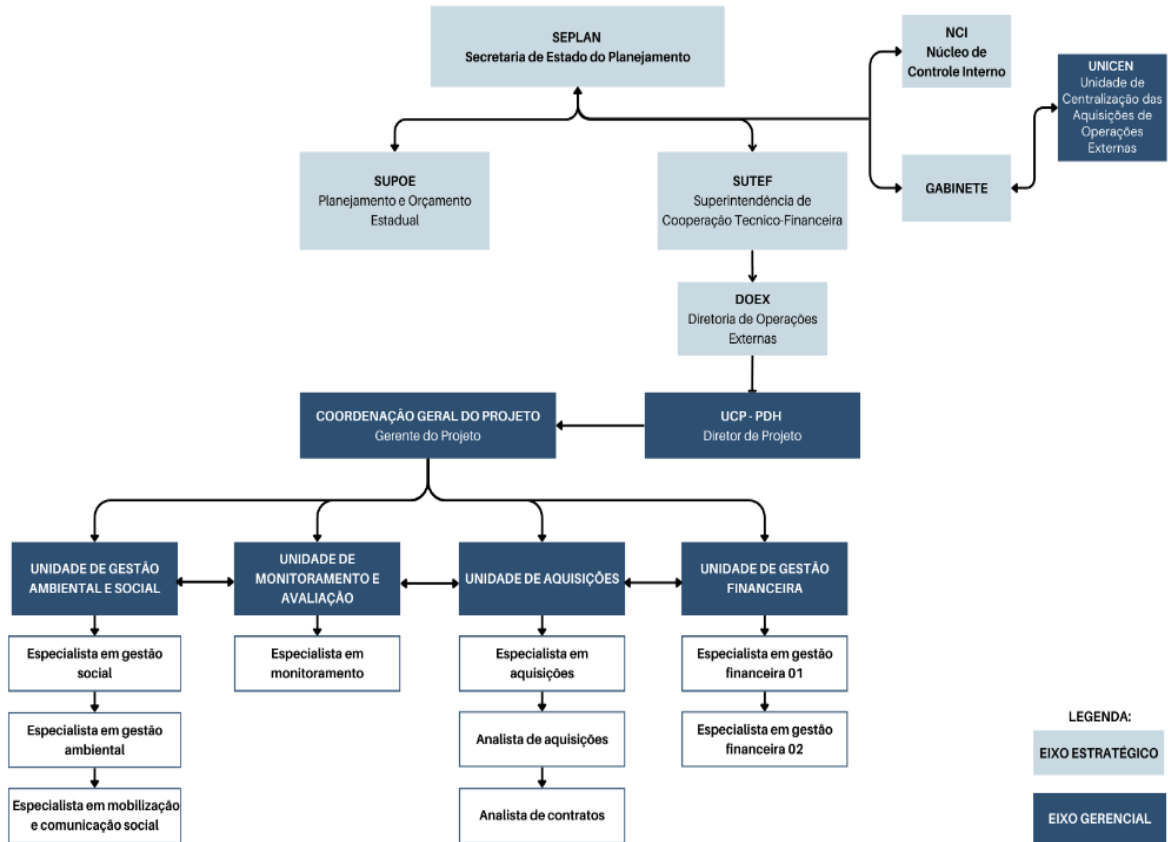 SEPLAN
Secretaria de Estado do Planejamento
NCI
Núcleo de
Controle Interno
UNICEN
Unidade de
Centralização das
Aquisições de
Operações
Externas
SUPOE
Planejamento e Orçamento
Estadual
SUTEF
Superintendência de
Cooperação Tecnico-Financeira
GABINETE
DOEX
Diretoria de Operações
Externas
COORDENAÇÃO GERAL DO PROJETO
Gerente do Projeto
UCP - PDH
Diretor de Projeto
UNIDADE DE GESTÃO
AMBIENTAL E SOCIAL
UNIDADE DE
MONITORAMENTO E
AVALIAÇÃO
UNIDADE DE AQUISIÇÕES
UNIDADE DE GESTÃO
FINANCEIRA
Especialista em gestão
social
Especialista em
monitoramento
Especialista em
aquisições
Especialista em gestão
financeira 01
Especialista em gestão
ambiental
Analista de aquisições
Especialista em gestão
financeira 02
Especialista em mobilização
e comunicação social
Analista de contratos
LEGENDA:
EIXO ESTRATÉGICO
EIXO GERENCIAL